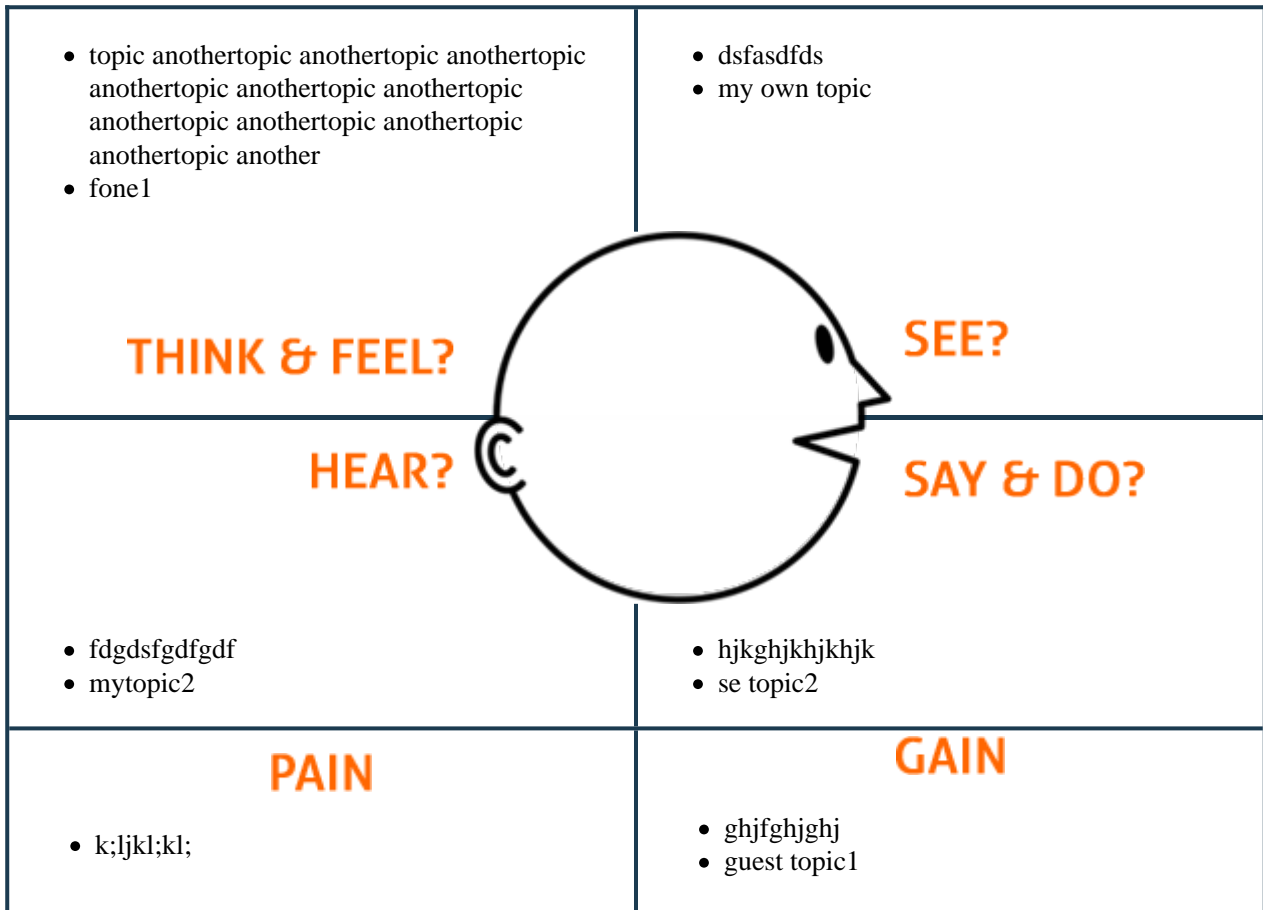 topic anothertopic anothertopic anothertopic
anothertopic anothertopic anothertopic
anothertopic anothertopic anothertopic
anothertopic another
fone1
dsfasdfds
my own topic
THINK & FEEL?
SEE?
HEAR?
SAY & DO?
fdgdsfgdfgdf
mytopic2
hjkghjkhjkhjk
se topic2
PAIN
k;ljkl;kl;
GAIN
ghjfghjghj
guest topic1